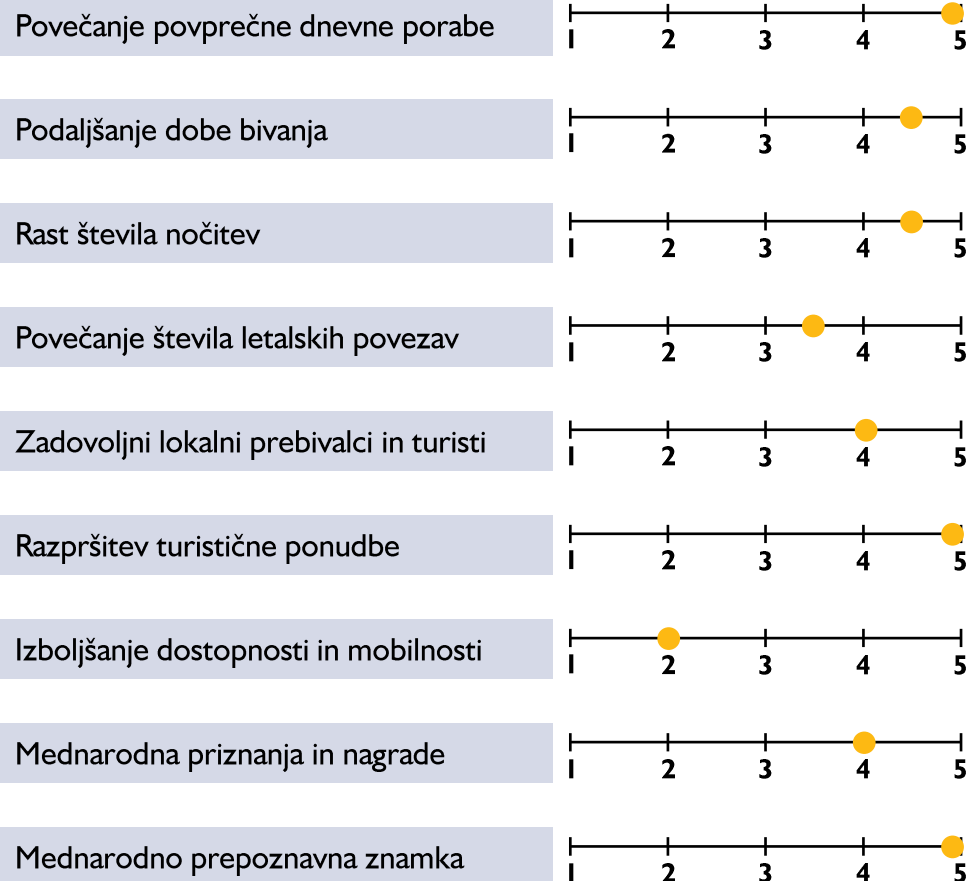 Povečanje povprečne dnevne porabe
1 2 3 4 5
Podaljšanje dobe bivanja
1 2 3 4 5
Rast števila nočitev
1 2 3 4 5
Povečanje števila letalskih povezav
1 2 3 4 5
Zadovoljni lokalni prebivalci in turisti
1 2 3 4 5
Razpršitev turistične ponudbe
1 2 3 4 5
Izboljšanje dostopnosti in mobilnosti
1 2 3 4 5
Mednarodna priznanja in nagrade
1 2 3 4 5
Mednarodno prepoznavna znamka
1 2 3 4 5